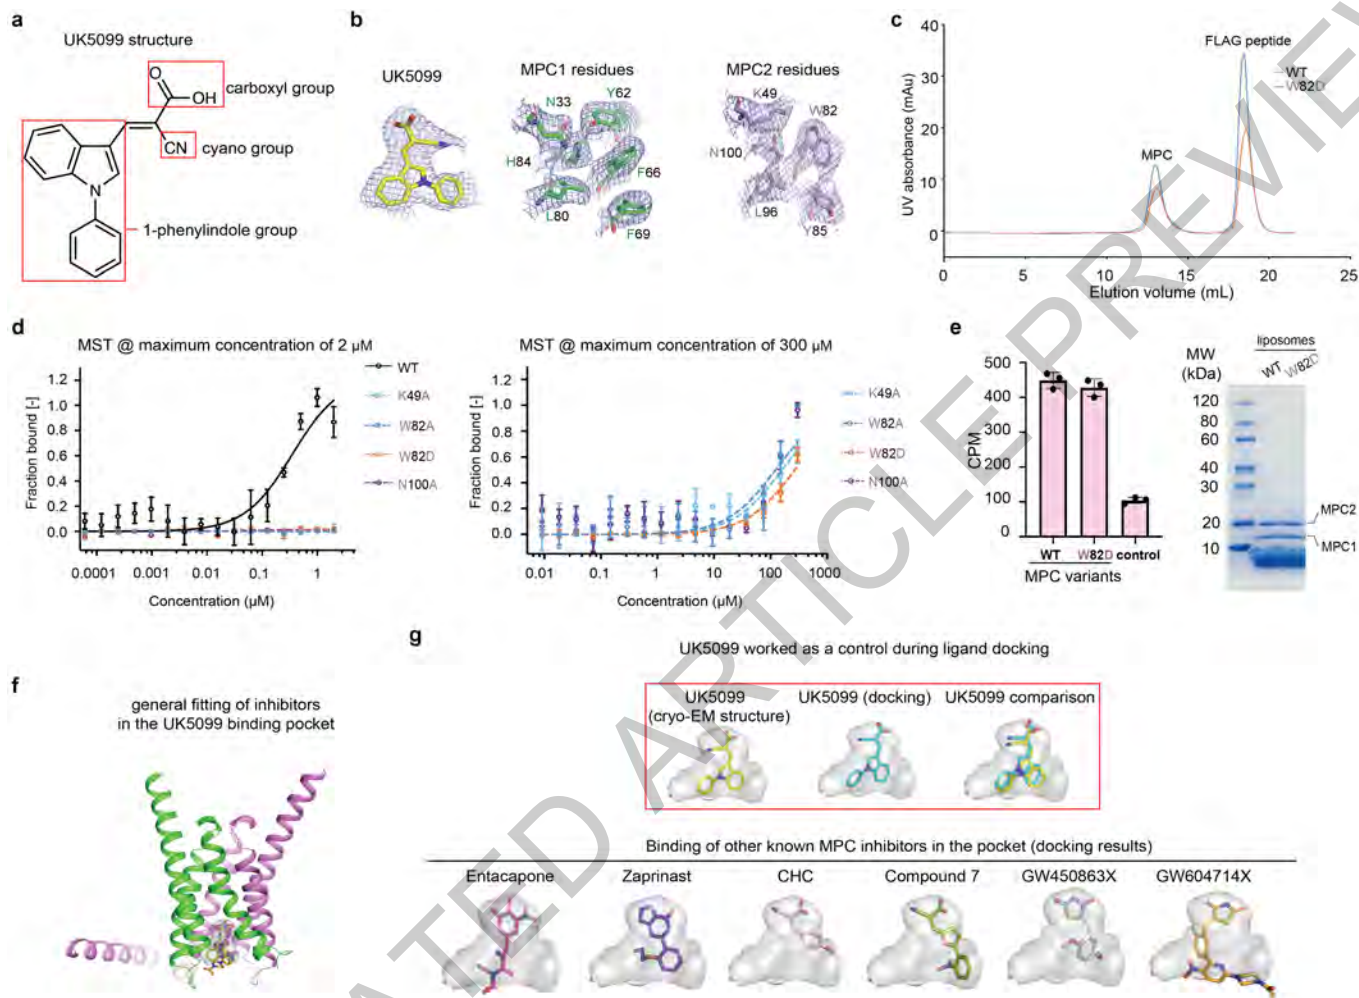 a
UK5099 structure
O
OH
carboxyl group
CN
cyano group
N
1-phenylindole group
b
UK5099
MPC1 residues
N33
Y62
H84
F66
L80
F69
MPC2 residues
K49
W82
N100
L96
Y85
c
UV absorbance (mAu)
40
30
20
10
0
FLAG peptide
WT
W82D
MPC
0 5 10 15 20 25
Elution volume (mL)
d
MST @ maximum concentration of 2 μM
Fraction bound [-]
1.2
1.0
0.8
0.6
0.4
0.2
0.0
0.0001 0.001 0.01 0.1 1
Concentration (μM)
WT
K49A
W82A
W82D
N100A
MST @ maximum concentration of 300 μM
Fraction bound [-]
1.2
1.0
0.8
0.6
0.4
0.2
0.0
0.01 0.1 1 10 100 1000
Concentration (μM)
K49A
W82A
W82D
N100A
e
CPM
500
400
300
200
100
0
WT W82D control
MPC variants
MW
(kDa)
liposomes
WT W82D
120
80
60
40
30
20
10
MPC2
MPC1
f
general fitting of inhibitors
in the UK5099 binding pocket
g
UK5099 worked as a control during ligand docking
UK5099
(cryo-EM structure)
UK5099 (docking)
UK5099 comparison
Binding of other known MPC inhibitors in the pocket (docking results)
Entacapone Zaprinast CHC Compound 7 GW450863X GW604714X
ATED ARTICLE PREVIEW